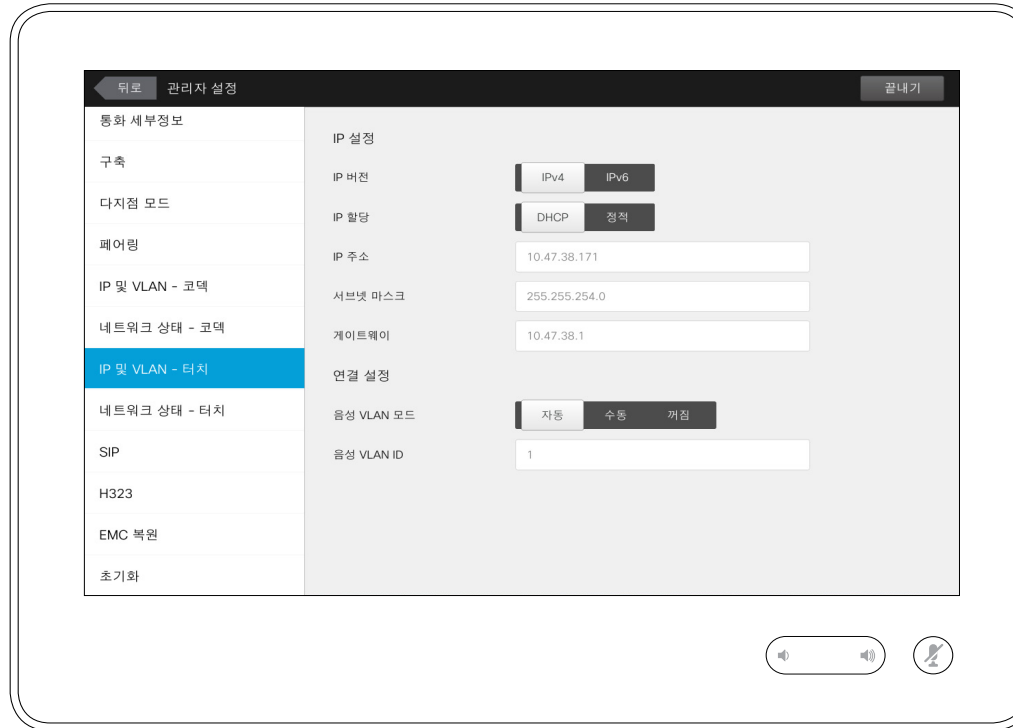 뒤로 관리자 설정 끝내기
통화 세부정보
구축
다지점 모드
페어링
IP 및 VLAN - 코덱
네트워크 상태 - 코덱
IP 및 VLAN - 터치
네트워크 상태 - 터치
SIP
H323
EMC 복원
초기화
IP 설정
IP 버전 IPv4 IPv6
IP 할당 DHCP 정적
IP 주소 10.47.38.171
서브넷 마스크 255.255.254.0
게이트웨이 10.47.38.1
연결 설정
음성 VLAN 모드 자동 수동 꺼짐
음성 VLAN ID 1